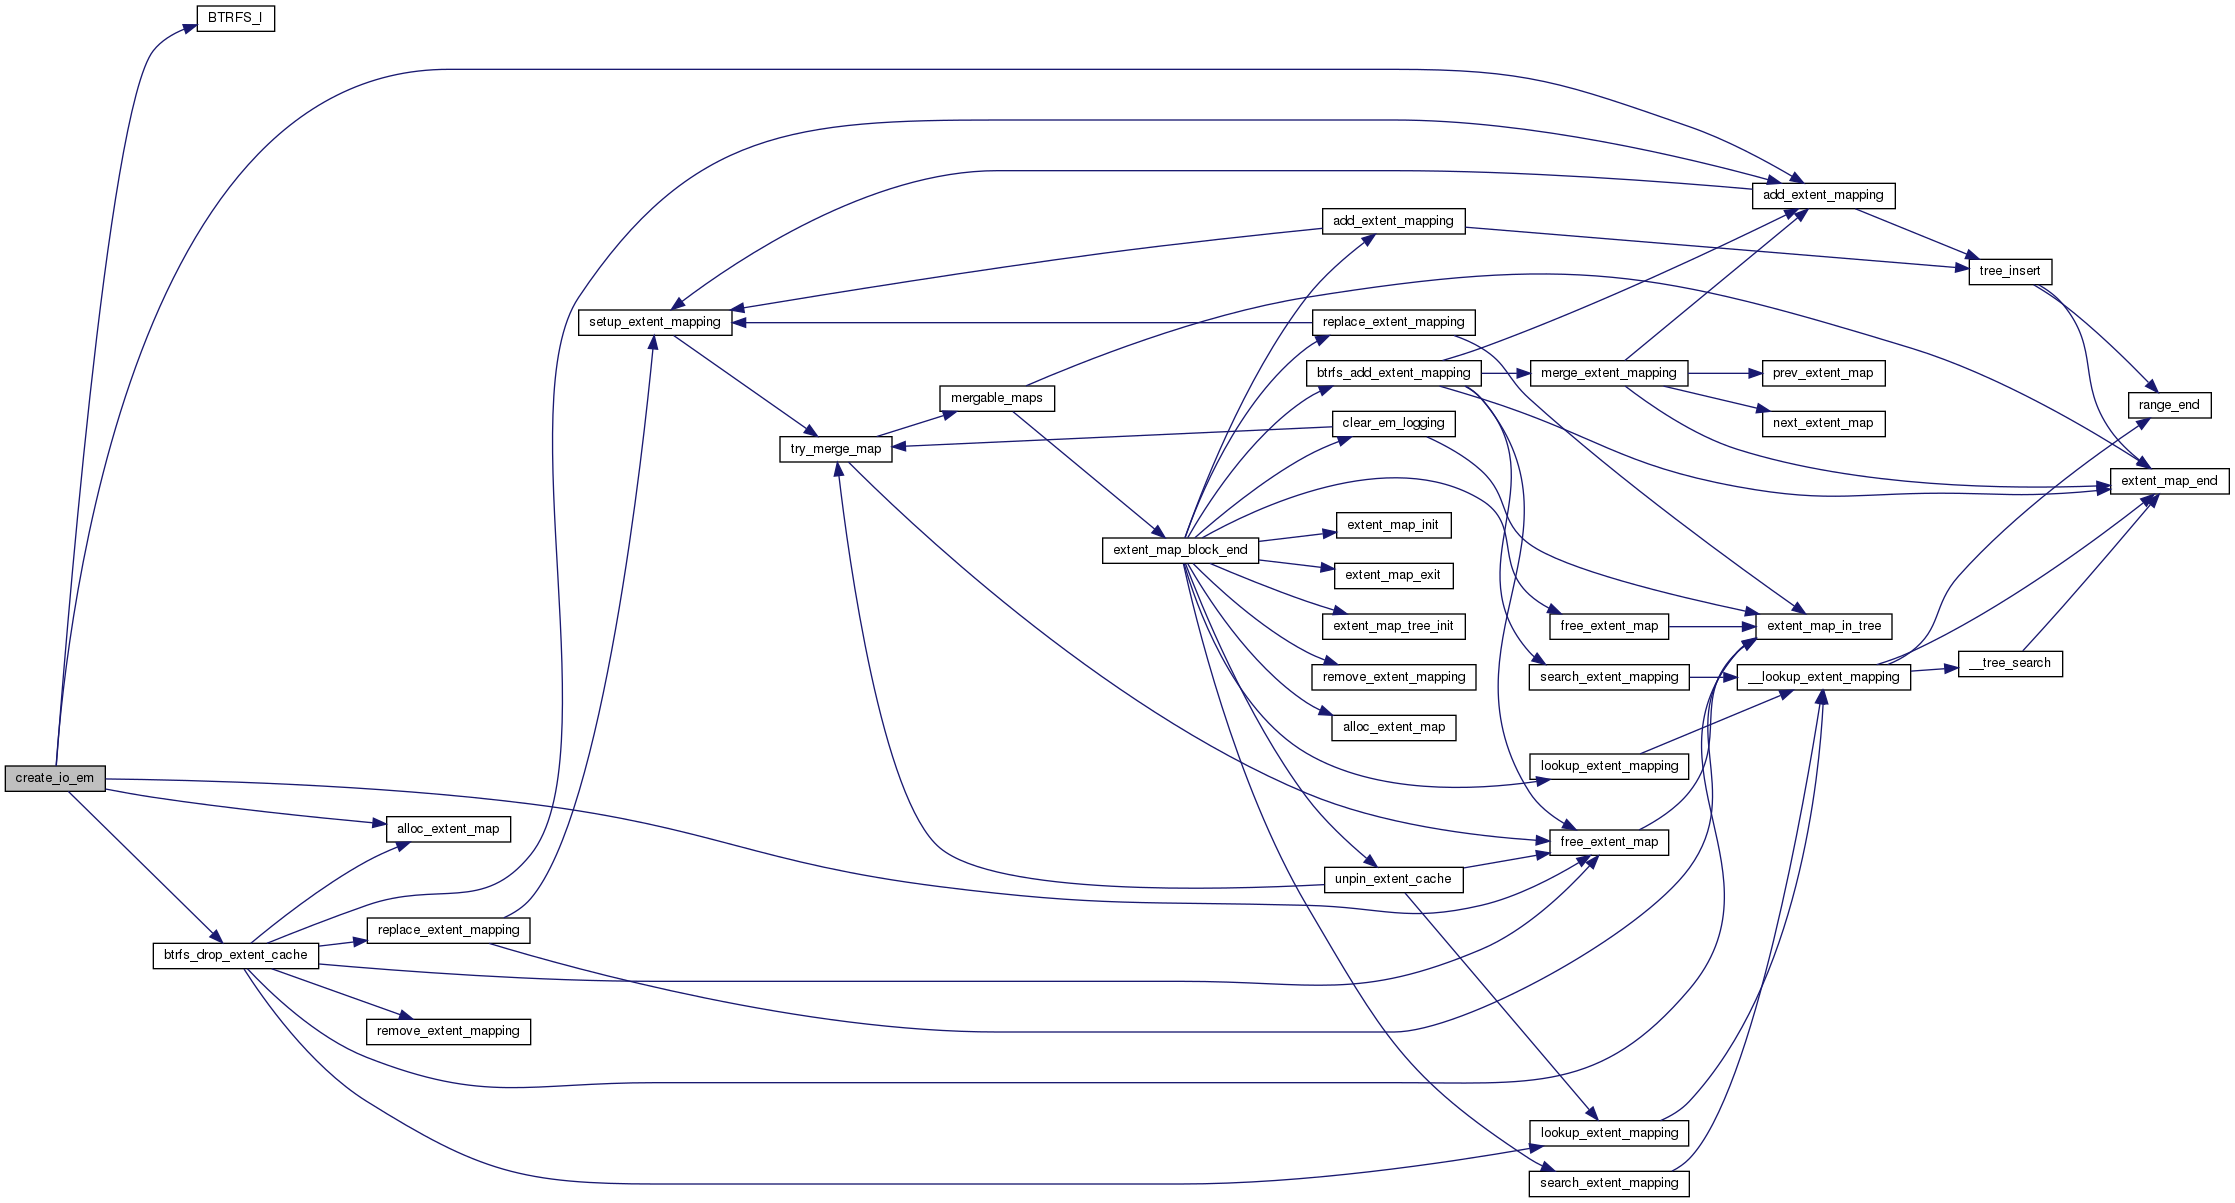 BTRFS_I
add_extent_mapping
add_extent_mapping
tree_insert
setup_extent_mapping
replace_extent_mapping
btrfs_add_extent_mapping
merge_extent_mapping
prev_extent_map
mergable_maps
range_end
clear_em_logging
next_extent_map
try_merge_map
extent_map_end
extent_map_init
extent_map_block_end
extent_map_exit
extent_map_tree_init
free_extent_map
extent_map_in_tree
__tree_search
remove_extent_mapping
search_extent_mapping
__lookup_extent_mapping
alloc_extent_map
lookup_extent_mapping
create_io_em
alloc_extent_map
free_extent_map
unpin_extent_cache
replace_extent_mapping
btrfs_drop_extent_cache
remove_extent_mapping
lookup_extent_mapping
search_extent_mapping